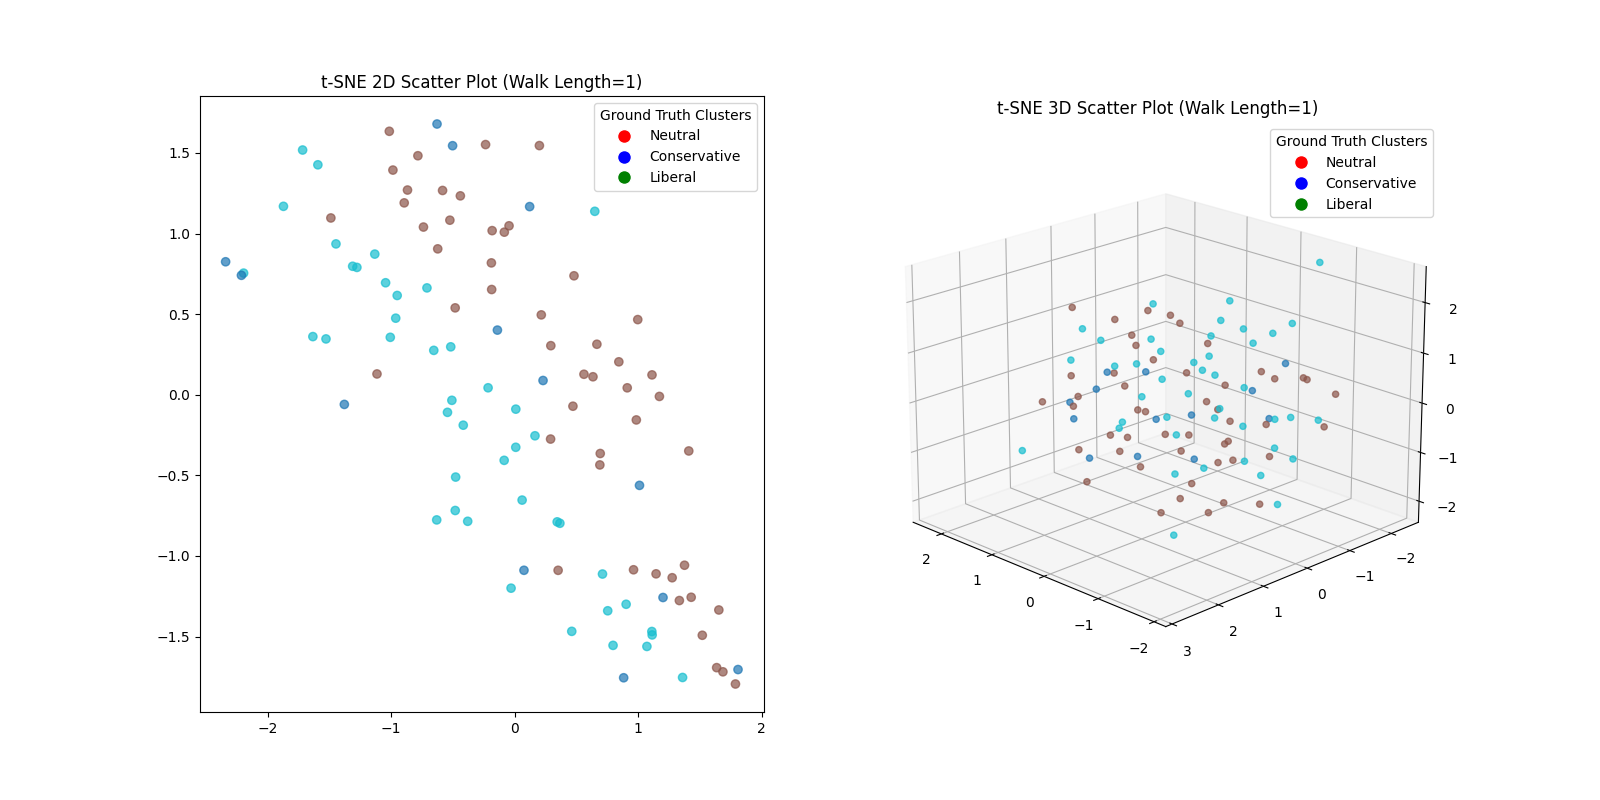 t-SNE 2D Scatter Plot (Walk Length=1)
Ground Truth Clusters
Neutral
Conservative
Liberal
1.5
1.0
0.5
0.0
−0.5
−1.0
−1.5
−2
−1
0
1
2
t-SNE 3D Scatter Plot (Walk Length=1)
Ground Truth Clusters
Neutral
Conservative
Liberal
2
1
0
−1
−2
2
1
0
−1
−2
3
2
1
0
−1
−2